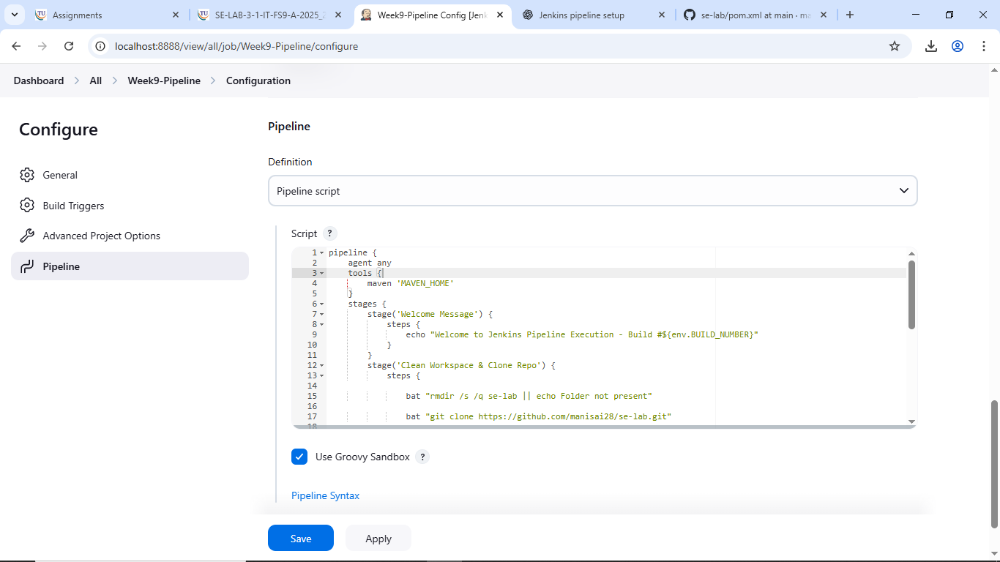 Assignments
SE-LAB-3-1-IT-FS9-A-2025_2
Week9-Pipeline Config [Jenk
Jenkins pipeline setup
se-lab/pom.xml at main · ma
localhost:8888/view/all/job/Week9-Pipeline/configure
Dashboard > All > Week9-Pipeline > Configuration
Configure
General
Build Triggers
Advanced Project Options
Pipeline
Pipeline
Definition
Pipeline script
Script ?
1 pipeline {
2     agent any
3     tools {
4         maven 'MAVEN_HOME'
5     }
6     stages {
7         stage('Welcome Message') {
8             steps {
9                 echo "Welcome to Jenkins Pipeline Execution - Build #${env.BUILD_NUMBER}"
10             }
11         }
12         stage('Clean Workspace & Clone Repo') {
13             steps {
14
15                 bat "rmdir /s /q se-lab || echo Folder not present"
16
17                 bat "git clone https://github.com/manisai28/se-lab.git"
18
Use Groovy Sandbox ?
Pipeline Syntax
Save
Apply